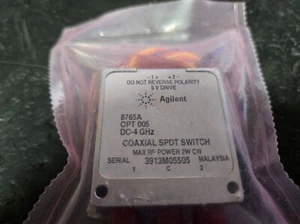 -1+ 2-
DO NOT REVERSE POLARITY
5 V DRIVE
Agilent
8765A
OPT 005
DC-4 GHz
COAXIAL SPDT SWITCH
MAX RF POWER 2W CW
SERIAL 3913M05505 MALAYSIA
1 C 2